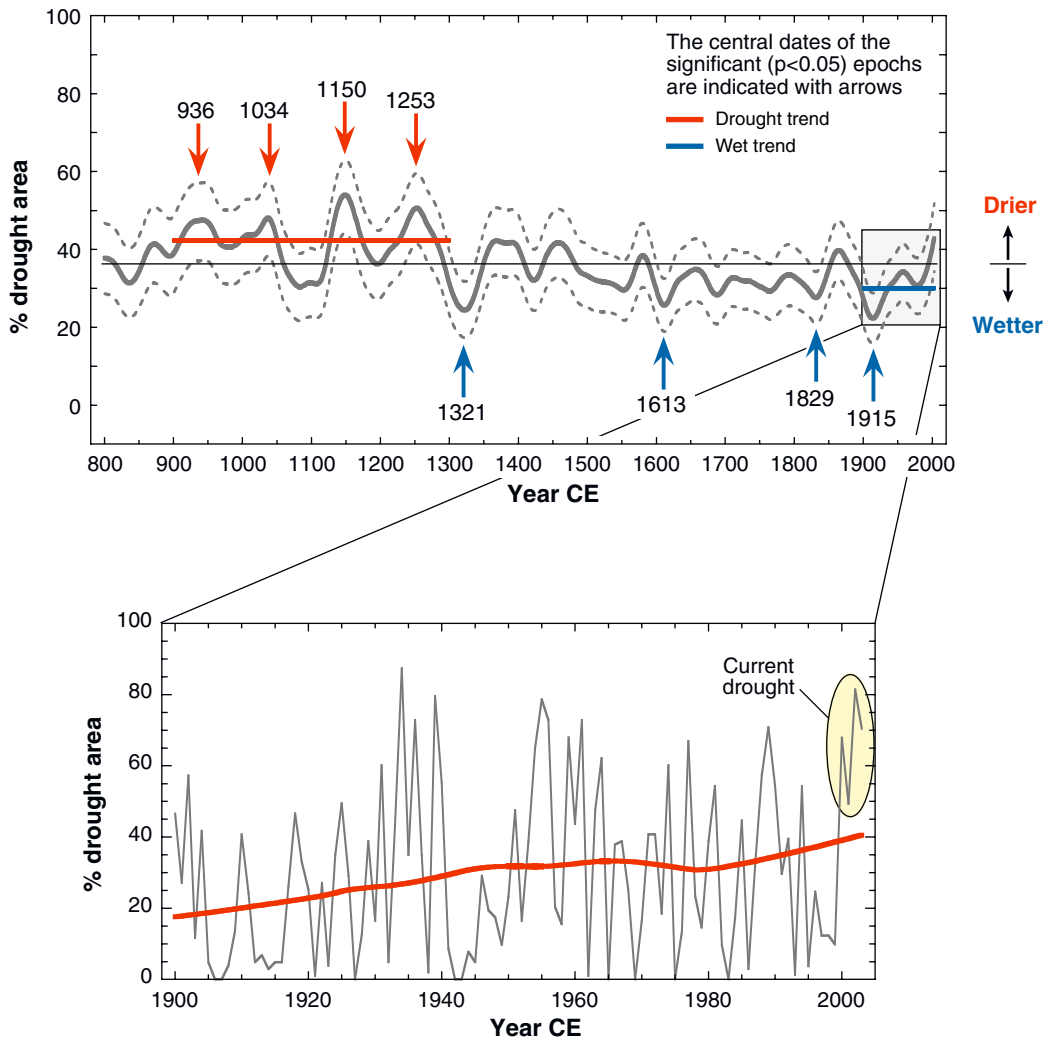 100
80
60
40
20
0
% drought area
The central dates of the
significant (p<0.05) epochs
are indicated with arrows
Drought trend
Wet trend
936
1034
1150
1253
1321
1613
1829
1915
Drier
Wetter
800 900 1000 1100 1200 1300 1400 1500 1600 1700 1800 1900 2000
Year CE
100
80
60
40
20
0
% drought area
Current
drought
1900 1920 1940 1960 1980 2000
Year CE